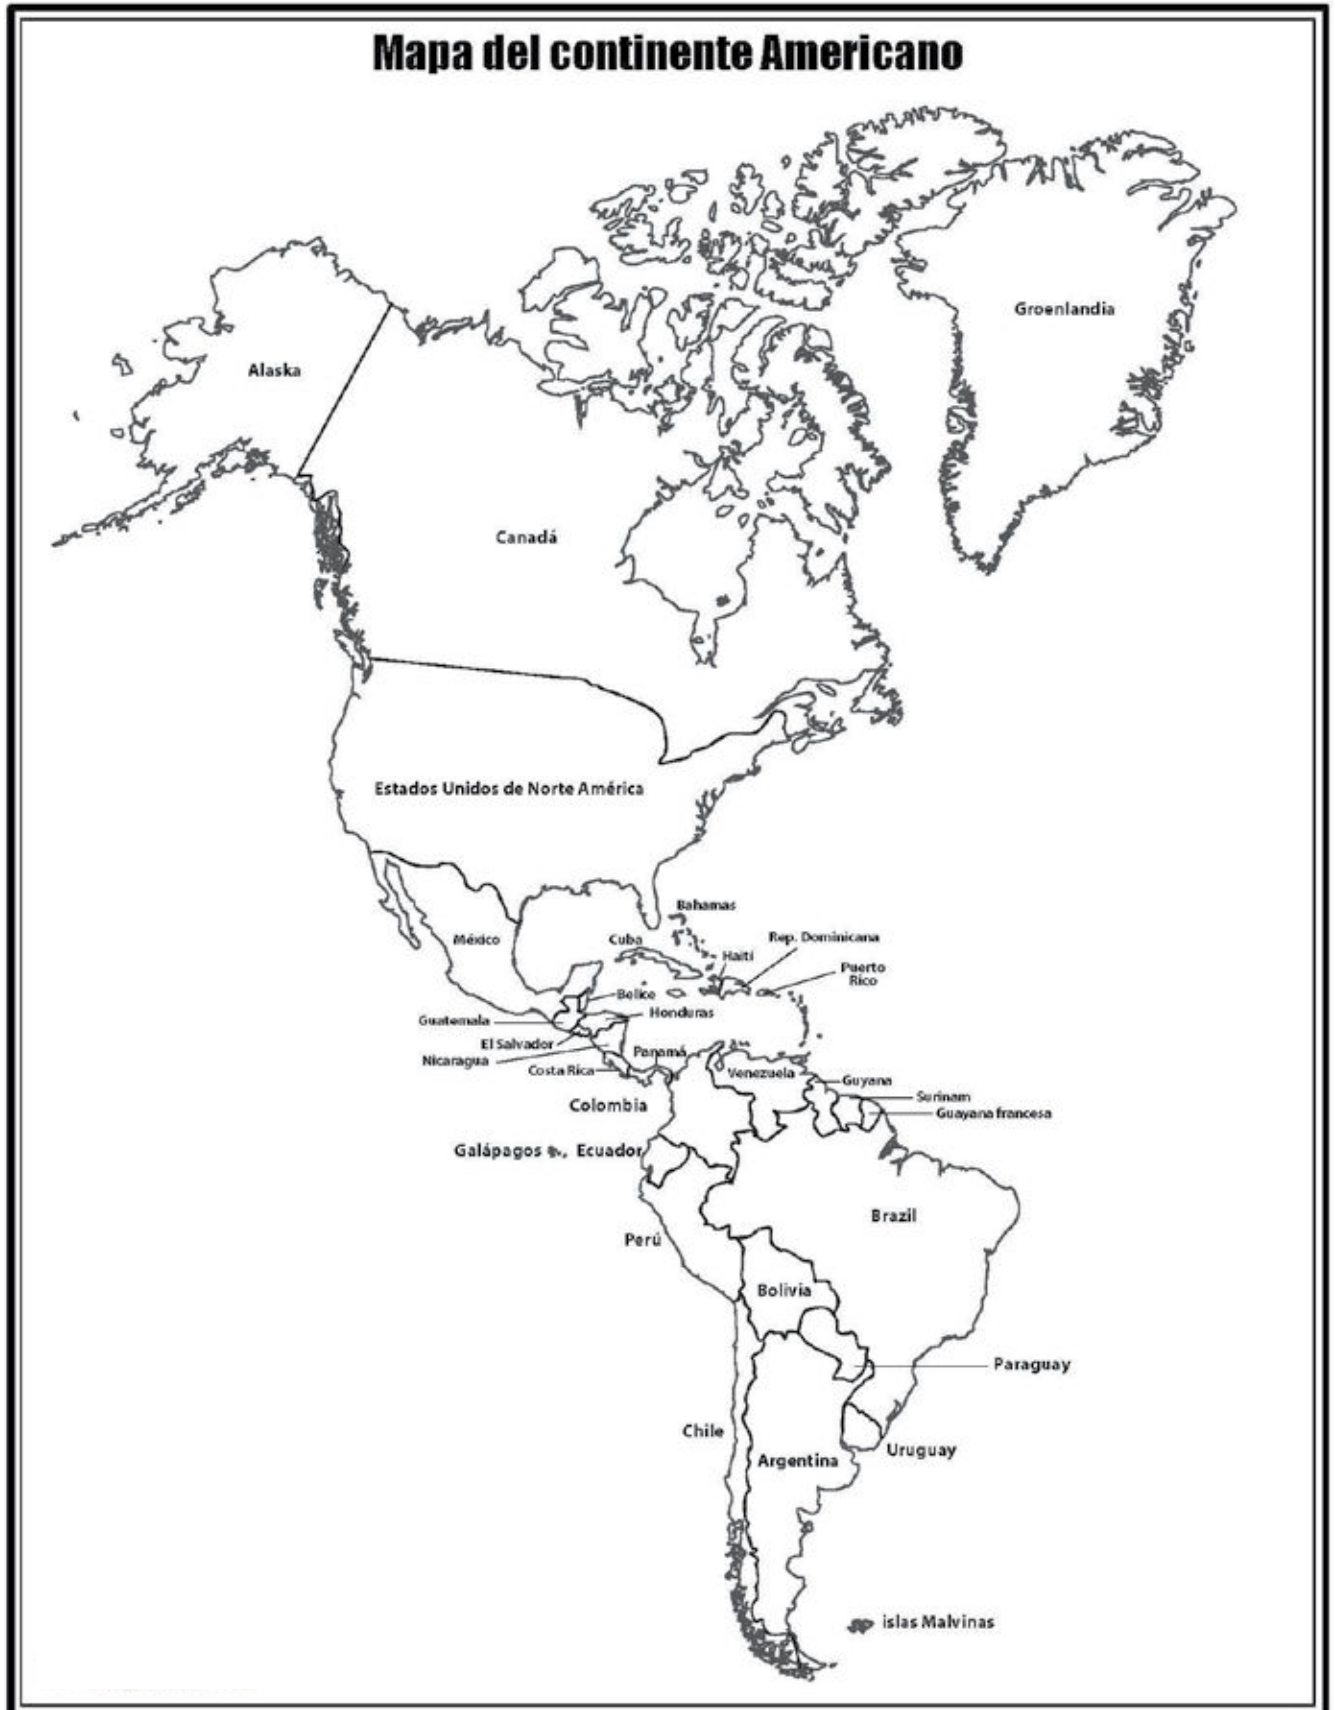 Mapa del continente Americano
Groenlandia
Alaska
Canadá
Estados Unidos de Norte América
Bahamas
México
Cuba
Rep. Dominicana
Haití
Puerto
Rico
Belice
Honduras
Guatemala
El Salvador
Nicaragua
Panamá
Costa Rica
Venezuela
Guyana
Surinam
Guayana francesa
Colombia
Galápagos
Ecuador
Brazil
Perú
Bolivia
Paraguay
Chile
Uruguay
Argentina
islas Malvinas